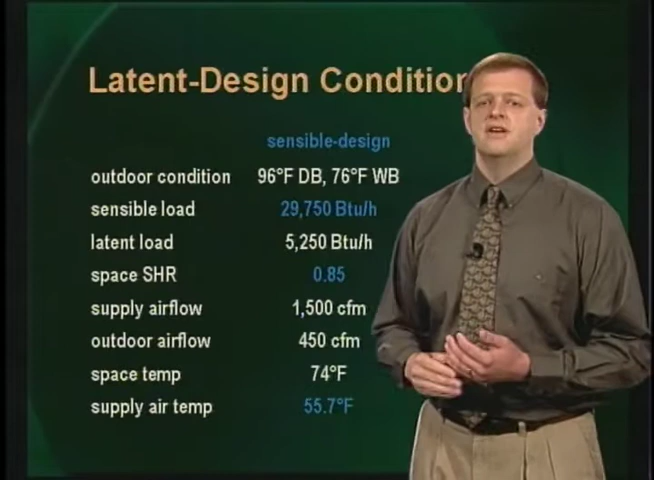 Latent-Design Condition
sensible-design
outdoor condition 96°F DB, 76°F WB
sensible load 29,750 Btu/h
latent load 5,250 Btu/h
space SHR 0.85
supply airflow 1,500 cfm
outdoor airflow 450 cfm
space temp 74°F
supply air temp 55.7°F